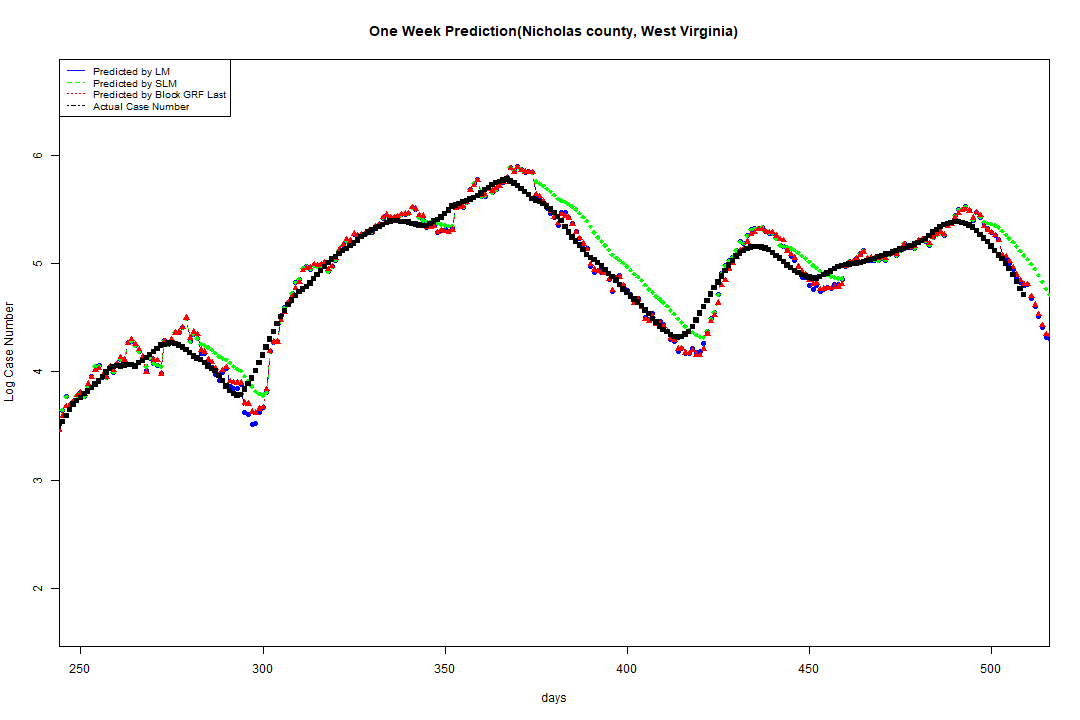 One Week Prediction(Nicholas county, West Virginia)
Predicted by LM
Predicted by SLM
Predicted by Block GRF Last
Actual Case Number
6
5
4
3
2
Log Case Number
250 300 350 400 450 500
days